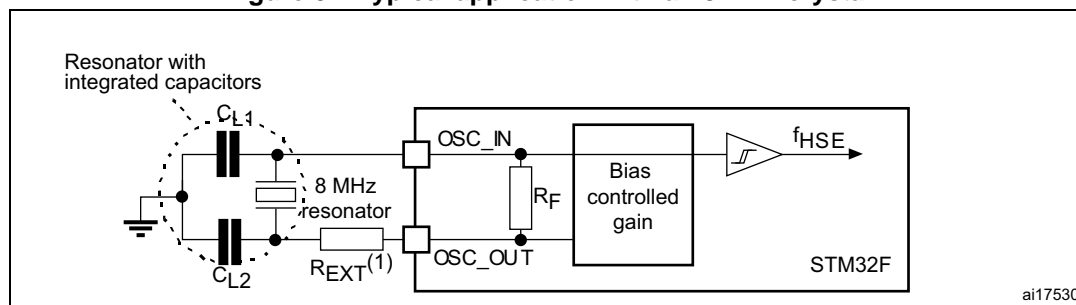 Resonator with
integrated capacitors
CL1
OSC_IN
fHSE
8 MHz
resonator
RF
Bias
controlled
gain
REXT(1)
OSC_OUT
CL2
STM32F
ai17530